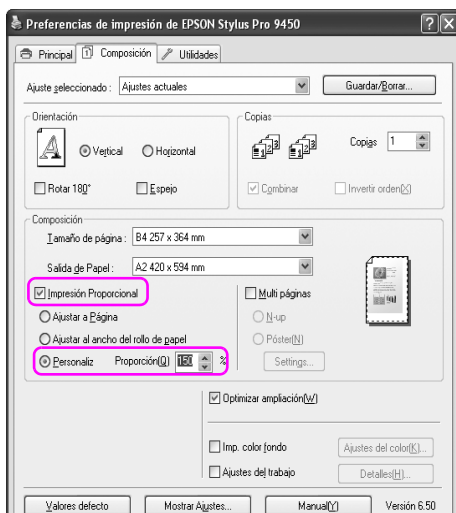 Preferencias de impresión de EPSON Stylus Pro 9450
Principal Composición Utilidades
Ajuste seleccionado : Ajustes actuales Guardar/Borrar...
Orientación
Vertical Horizontal
Rotar 180° Espejo
Copias
Copias 1
Combinar Invertir orden(X)
Composición
Tamaño de página : B4 257 x 364 mm
Salida de Papel : A2 420 x 594 mm
Impresión Proporcional
Ajustar a Página
Ajustar al ancho del rollo de papel
Personaliz Proporción(Q) 150 %
Multi páginas
N-up
Póster(N)
Settings...
Optimizar ampliación(W)
Imp. color fondo Ajustes del color(K)...
Ajustes del trabajo Detalles(H)...
Valores defecto Mostrar Ajustes... Manual(Y) Versión 6.50